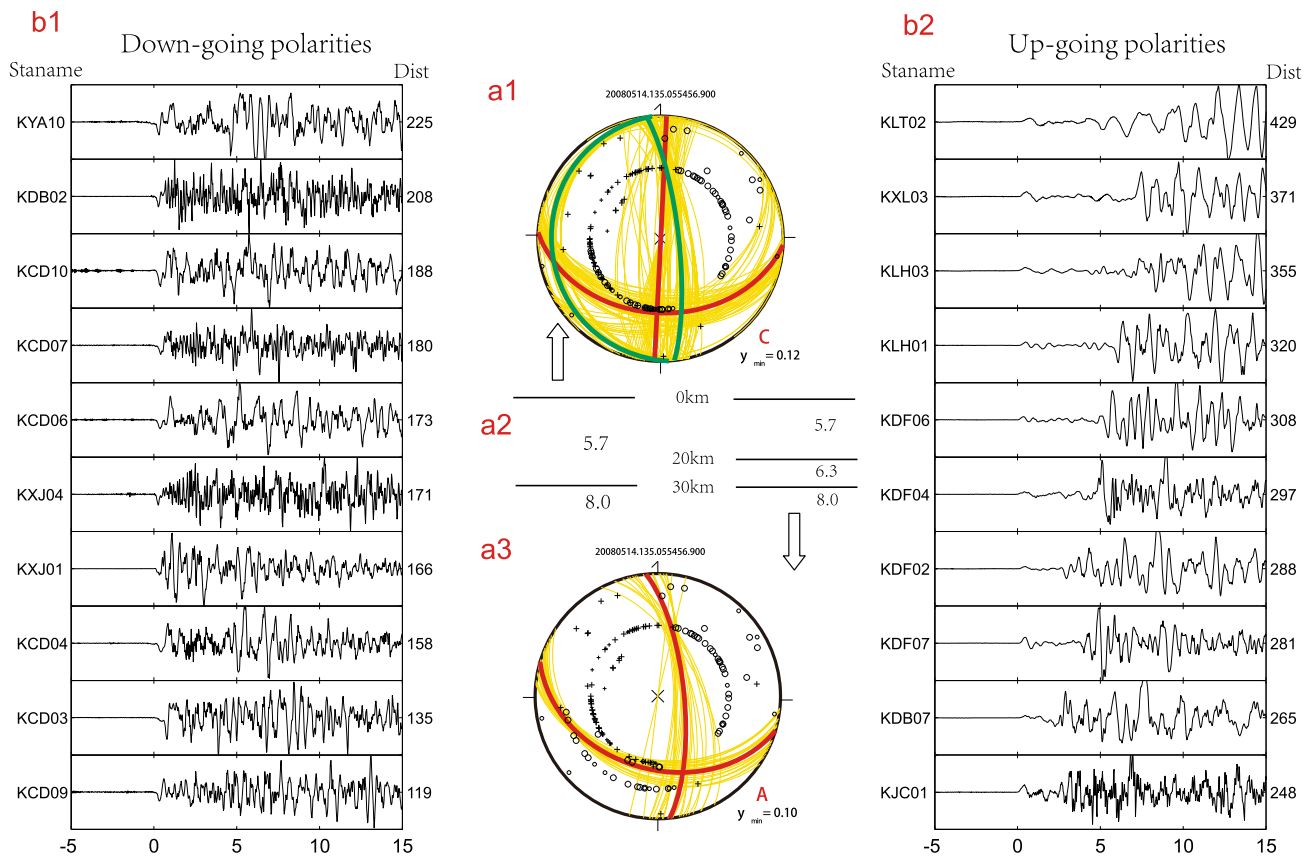 b1
Down-going polarities
Staname
Dist
KYA10
225
KDB02
208
KCD10
188
KCD07
180
KCD06
173
KXJ04
171
KXJ01
166
KCD04
158
KCD03
135
KCD09
119
-5
0
5
10
15
a1
20080514.135.055456.900
C
y min = 0.12
a2
0km
5.7
5.7
20km
6.3
30km
8.0
8.0
a3
20080514.135.055456.900
A
y min = 0.10
b2
Up-going polarities
Staname
Dist
KLT02
429
KXL03
371
KLH03
355
KLH01
320
KDF06
308
KDF04
297
KDF02
288
KDF07
281
KDB07
265
KJC01
248
-5
0
5
10
15